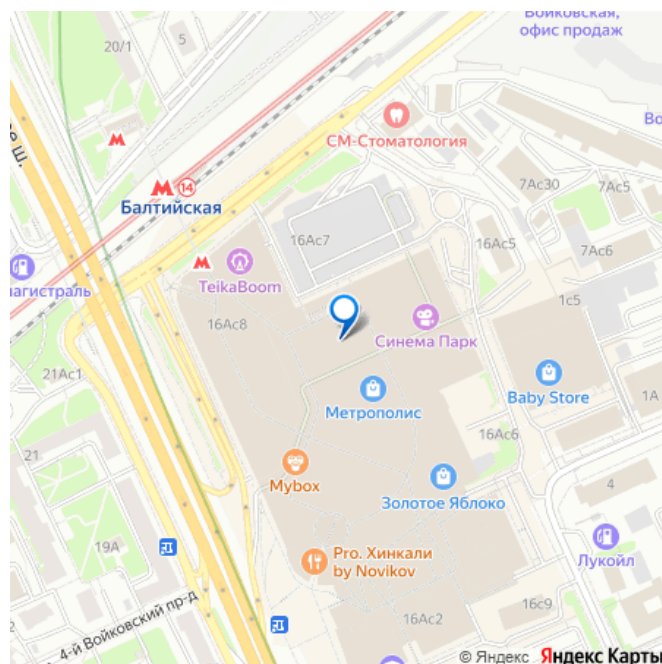 Войковская,
офис продаж
20/1
5
СМ-Стоматология
Во
7Ас30
7Ас5
14
Балтийская
16Ас7
16Ас5
7Ас6
е ш.
магистраль
TeikaBoom
1с5
16Ас8
Синема Парк
21Ас1
Метрополис
Baby Store
1А
16Ас6
21
Mybox
Золотое Яблоко
4
19А
Pro. Хинкали
by Novikov
Лукойл
4-й Войковский пр-д
16с9
16Ас2
© Яндекс Яндекс Карты